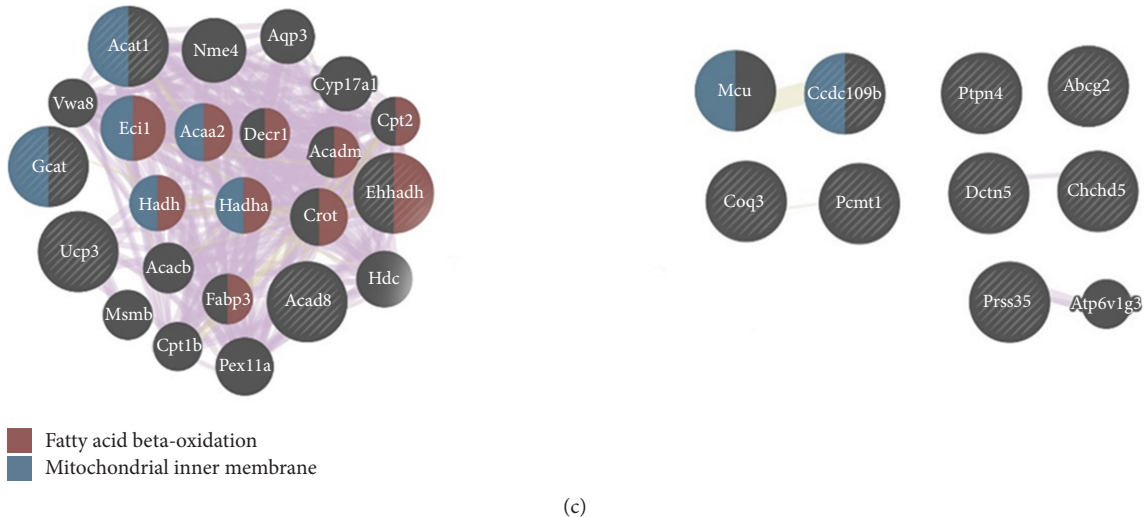 Acat1
Nme4
Aqp3
Cyp17a1
Vwa8
Eci1
Acaa2
Decr1
Cpt2
Acadm
Gcat
Hadh
Hadha
Crot
Ehhadh
Ucp3
Acacb
Hdc
Fabp3
Acad8
Msmb
Cpt1b
Pex11a
Mcu
Ccdc109b
Ptpn4
Abcg2
Coq3
Pcmt1
Dctn5
Chchd5
Prss35
Atp6v1g3
Fatty acid beta-oxidation
Mitochondrial inner membrane
(c)